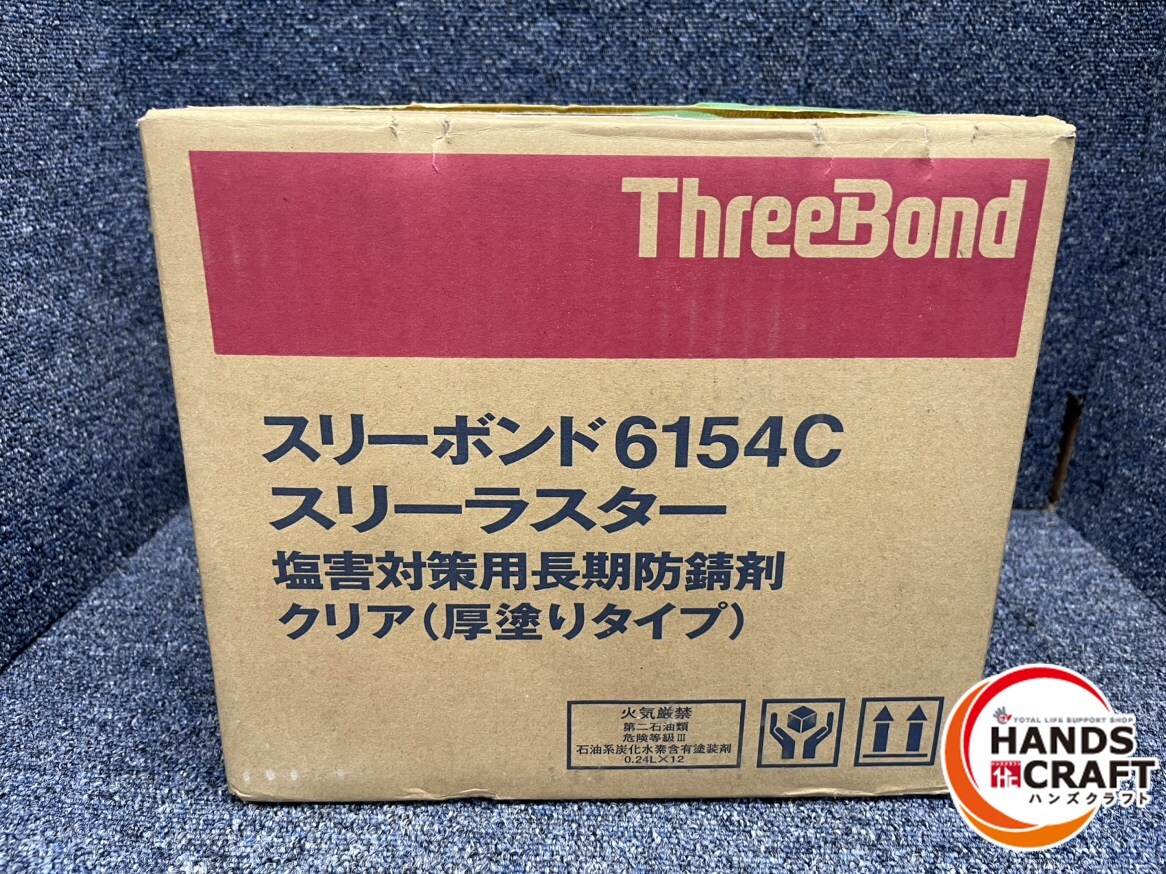 ThreeBond
スリーボンド6154C
スリーラスター
塩害対策用長期防錆剤
クリア(厚塗りタイプ)
火気厳禁
第二石油類
危険等級Ⅲ
石油系炭化水素含有塗装剤
0.24L×12
TOTAL LIFE SUPPORT SHOP
HANDS
CRAFT
ハンズクラフト